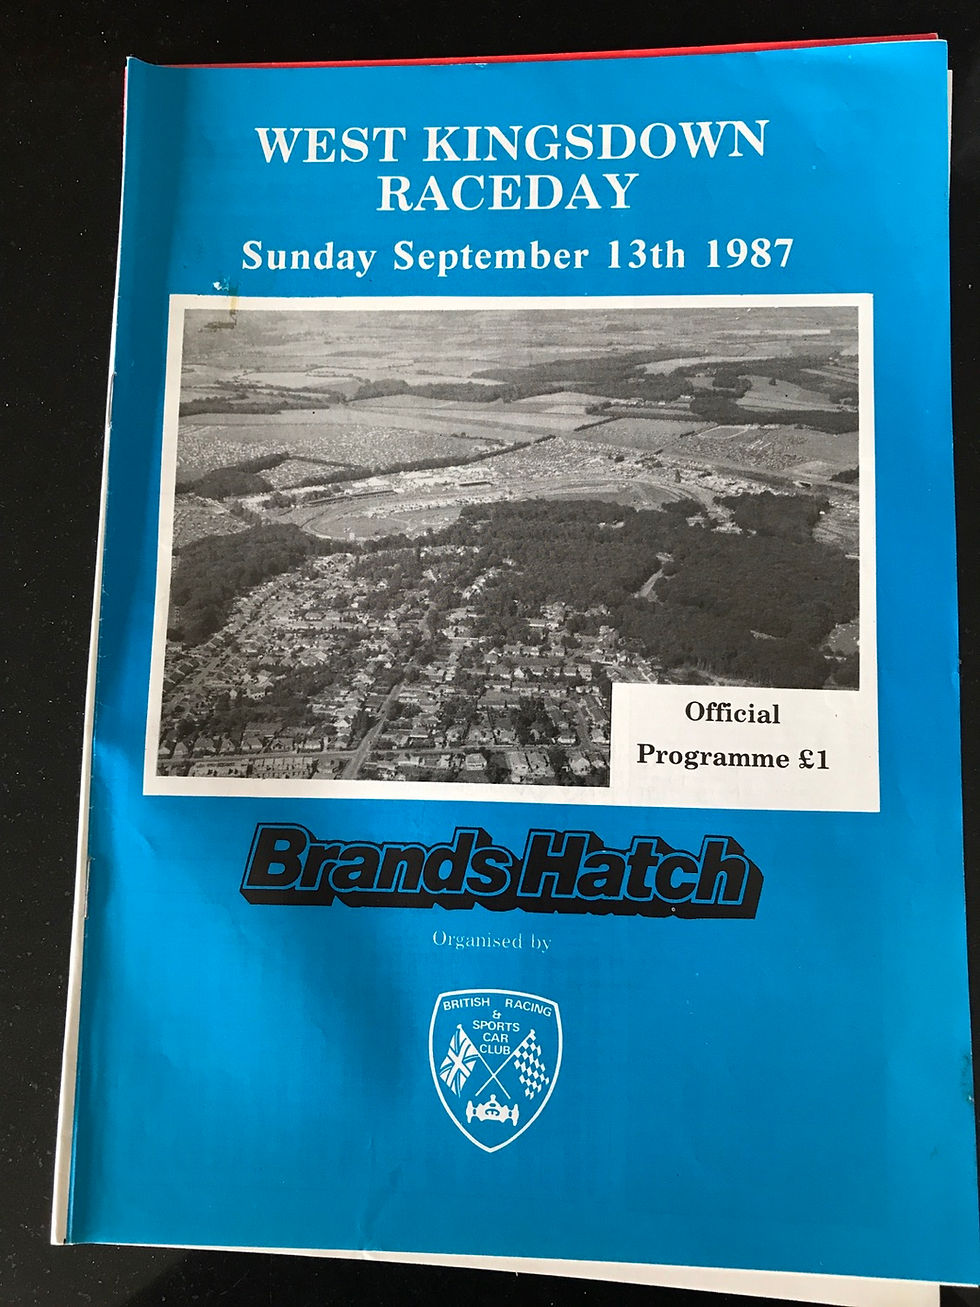 WEST KINGSDOWN
RACEDAY
Sunday September 13th 1987
Official
Programme £1
Brands Hatch
Organised by
BRITISH RACING
&
SPORTS
CAR
CLUB